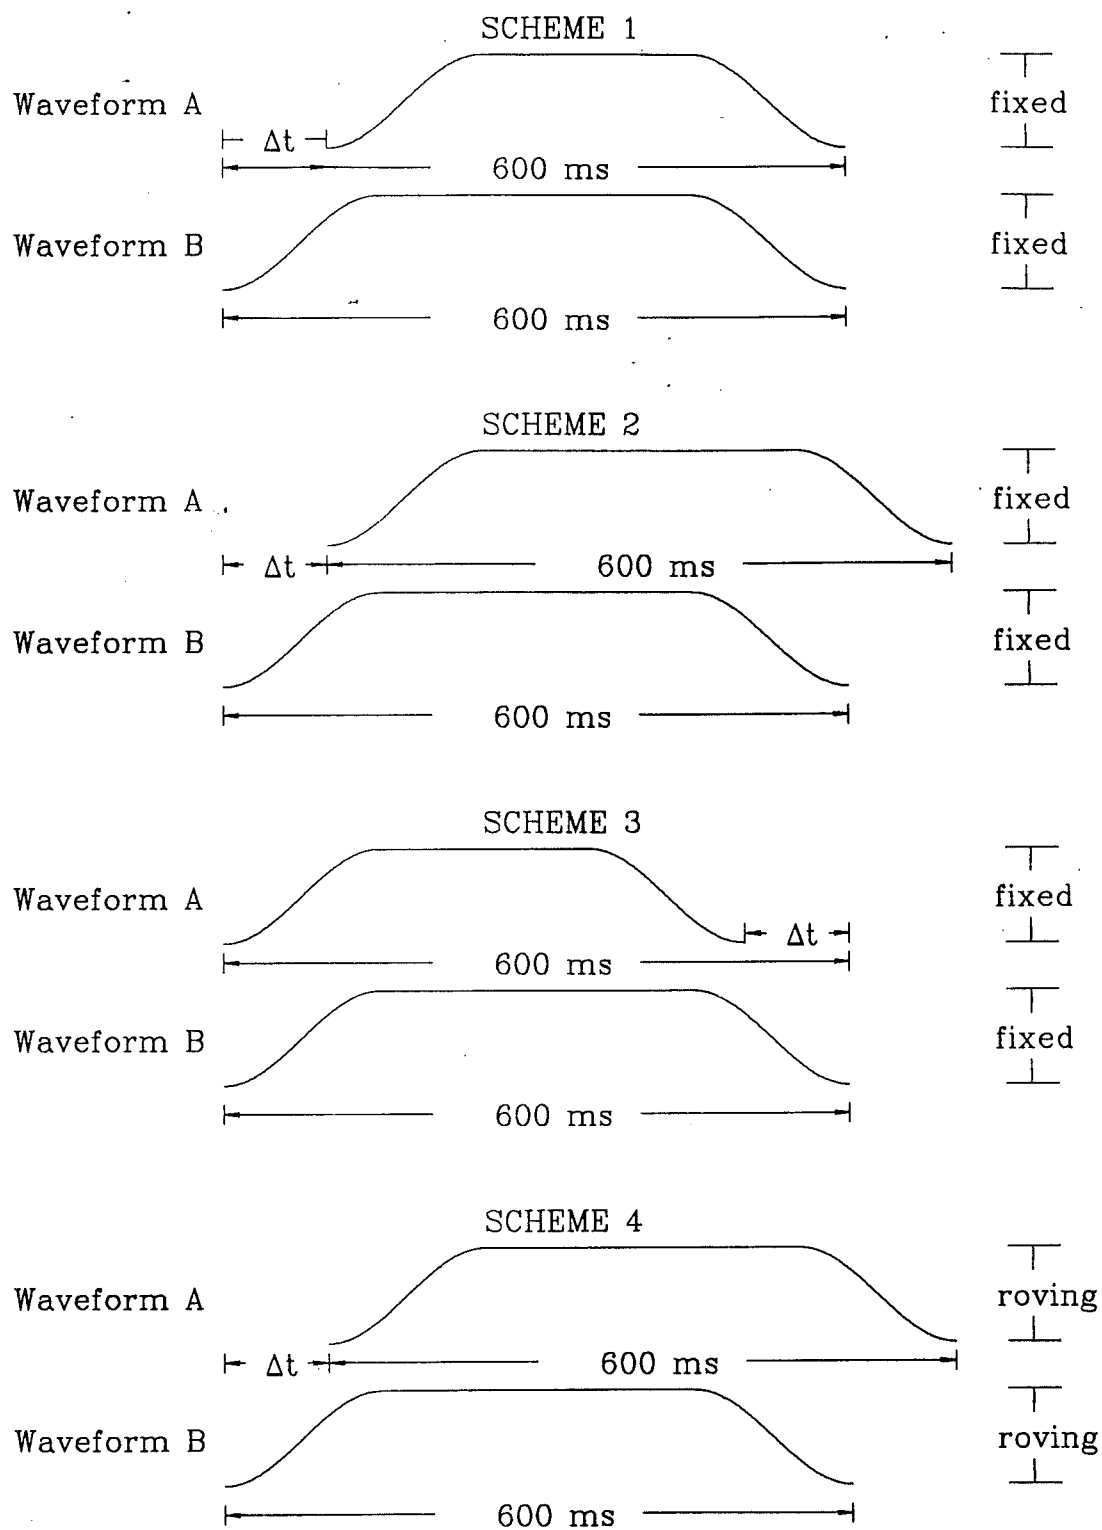 SCHEME 1
Waveform A
fixed
Δt
600 ms
Waveform B
fixed
600 ms
SCHEME 2
Waveform A
fixed
Δt
600 ms
Waveform B
fixed
600 ms
SCHEME 3
Waveform A
fixed
Δt
600 ms
Waveform B
fixed
600 ms
SCHEME 4
Waveform A
roving
Δt
600 ms
Waveform B
roving
600 ms